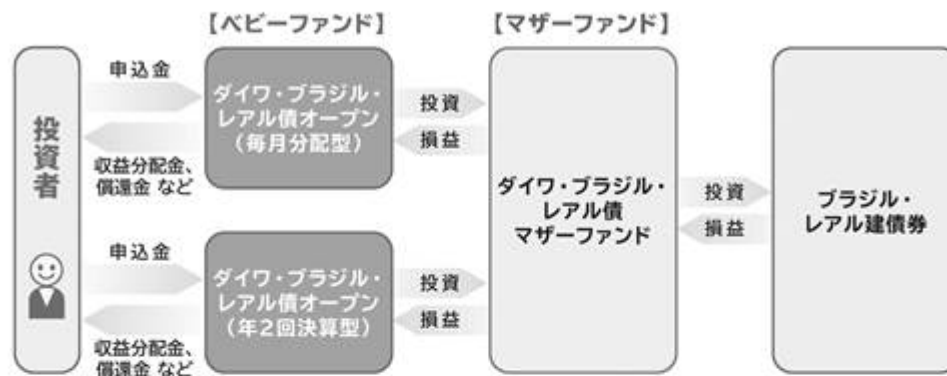 【ベビーファンド】
【マザーファンド】
投資者
申込金
収益分配金、
償還金 など
ダイワ・ブラジル・
レアル債オープン
(毎月分配型)
投資
損益
申込金
収益分配金、
償還金 など
ダイワ・ブラジル・
レアル債オープン
(年2回決算型)
投資
損益
ダイワ・ブラジル・
レアル債
マザーファンド
投資
損益
ブラジル・
レアル建債券